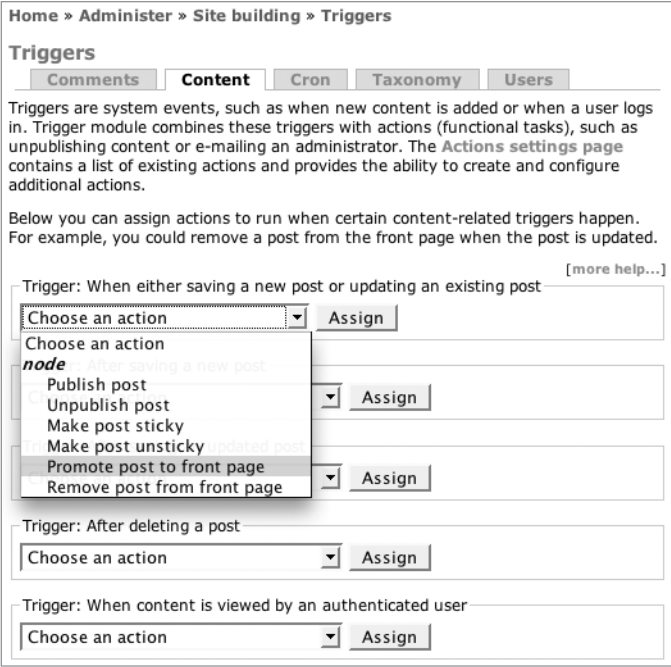 Home » Administer » Site building » Triggers
Triggers
Comments Content Cron Taxonomy Users
Triggers are system events, such as when new content is added or when a user logs
in. Trigger module combines these triggers with actions (functional tasks), such as
unpublishing content or e-mailing an administrator. The Actions settings page
contains a list of existing actions and provides the ability to create and configure
additional actions.
Below you can assign actions to run when certain content-related triggers happen.
For example, you could remove a post from the front page when the post is updated.
[more help...]
Trigger: When either saving a new post or updating an existing post
Choose an action Assign
Choose an action
node
Publish post
Unpublish post
Make post sticky
Make post unsticky
Promote post to front page
Remove post from front page
Trigger: After saving a new post
Assign
updated post
Assign
Trigger: After deleting a post
Choose an action Assign
Trigger: When content is viewed by an authenticated user
Choose an action Assign